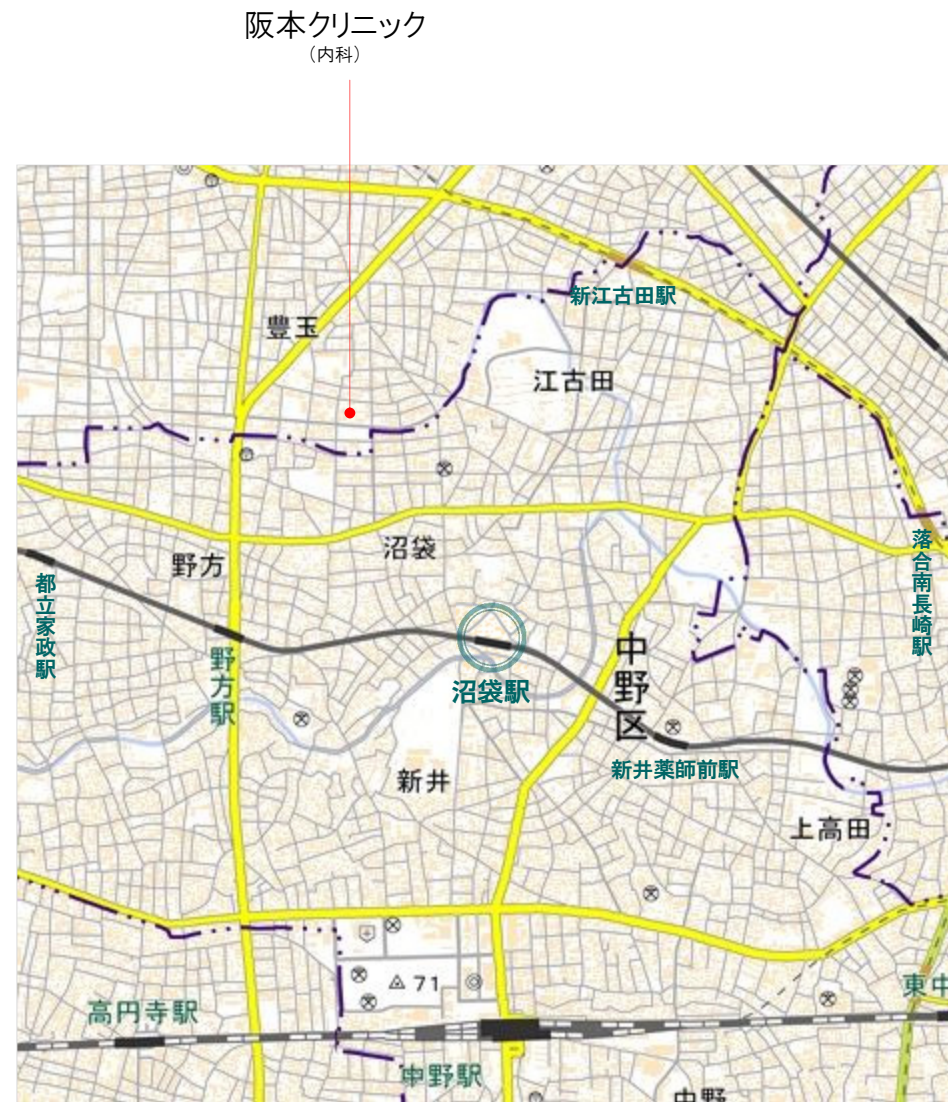 阪本クリニック
（内科）
新江古田駅
豊玉
江古田
沼袋
野方
落合南長崎駅
都立家政駅
野方駅
中野区
沼袋駅
新井薬師前駅
新井
上高田
71
東中
高円寺駅
中野駅
中野